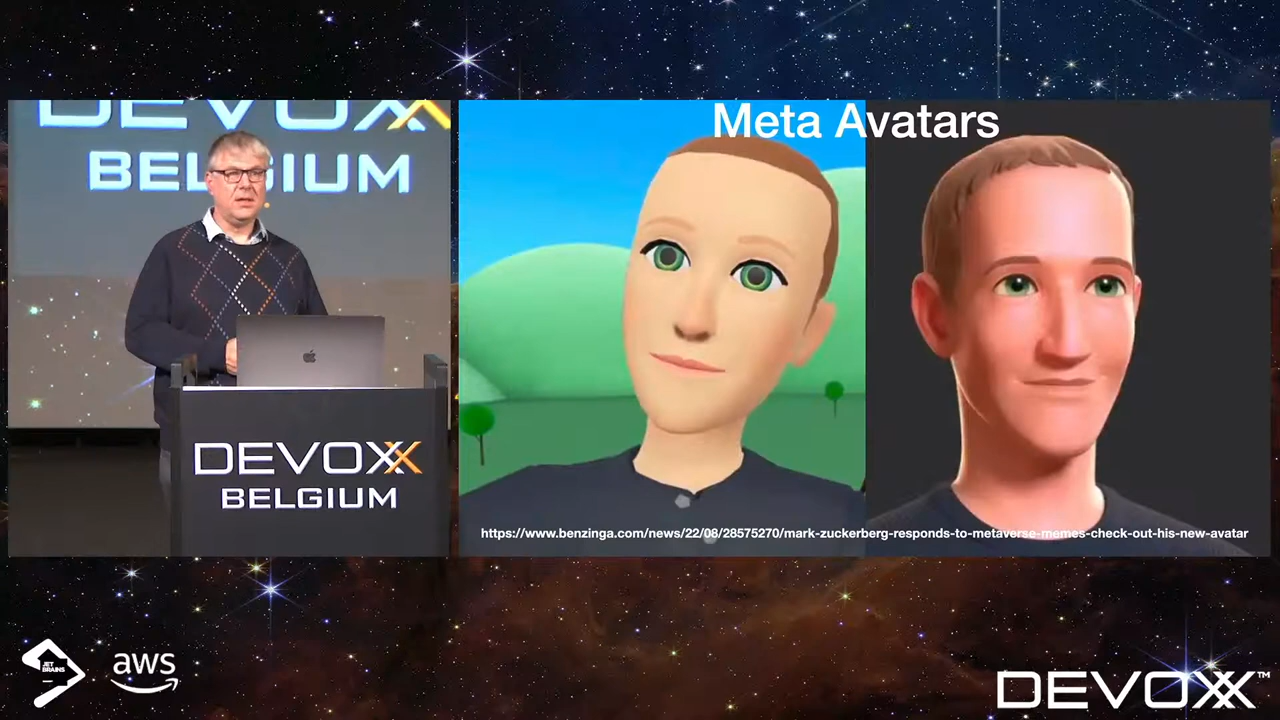 DEVOXX
BELGIUM
Meta Avatars
https://www.benzinga.com/news/22/08/28575270/mark-zuckerberg-responds-to-metaverse-memes-check-out-his-new-avatar
DEVOXX
BELGIUM
JET
BRAINS
aws
DEVOXX™